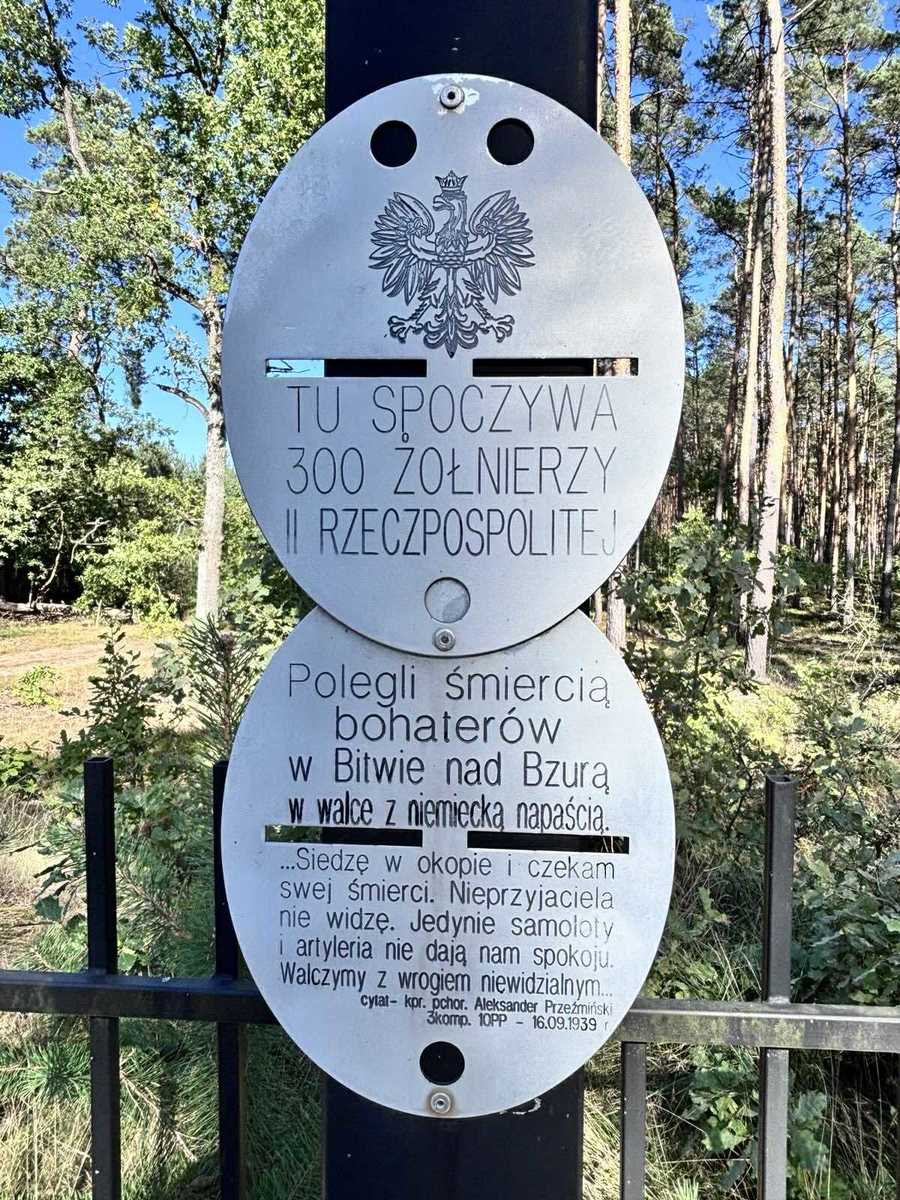 TU SPOCZYWA
300 ŻOŁNIERZY
II RZECZPOSPOLITEJ
Polegli śmiercią
bohaterów
w Bitwie nad Bzurą
w walce z niemiecką napaścią.
...Siedzę w okopie i czekam
swej śmierci. Nieprzyjaciela
nie widzę. Jedynie samoloty
i artyleria nie dają nam spokoju.
Walczymy z wrogiem niewidzialnym...
cytat- kpr. pchor. Aleksander Przeźmiński
3komp. 10PP - 16.09.1939 r